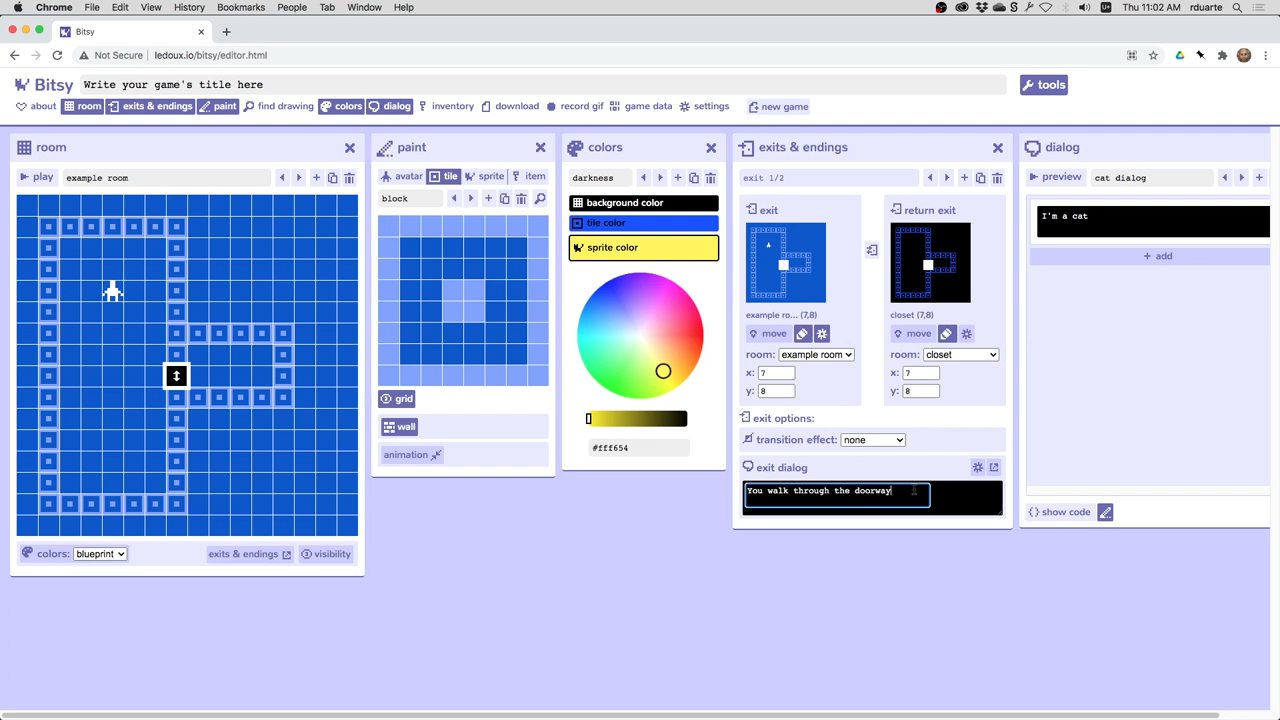 Chrome File Edit View History Bookmarks People Tab Window Help
Thu 11:02 AM rduarte
Bitsy
Not Secure ledoux.io/bitsy/editor.html
Bitsy Write your game's title here tools
about room exits & endings paint find drawing colors dialog inventory download record gif game data settings new game
room
play example room
colors: blueprint exits & endings visibility
paint
avatar tile sprite item
block
grid
wall
animation
colors
darkness
background color
tile color
sprite color
#fff654
exits & endings
exit 1/2
exit return exit
example ro... (7,8) closet (7,8)
move move
room: example room room: closet
x: 7 x: 7
y: 8 y: 8
exit options:
transition effect: none
exit dialog
You walk through the doorway
dialog
preview cat dialog
I'm a cat
+ add
show code